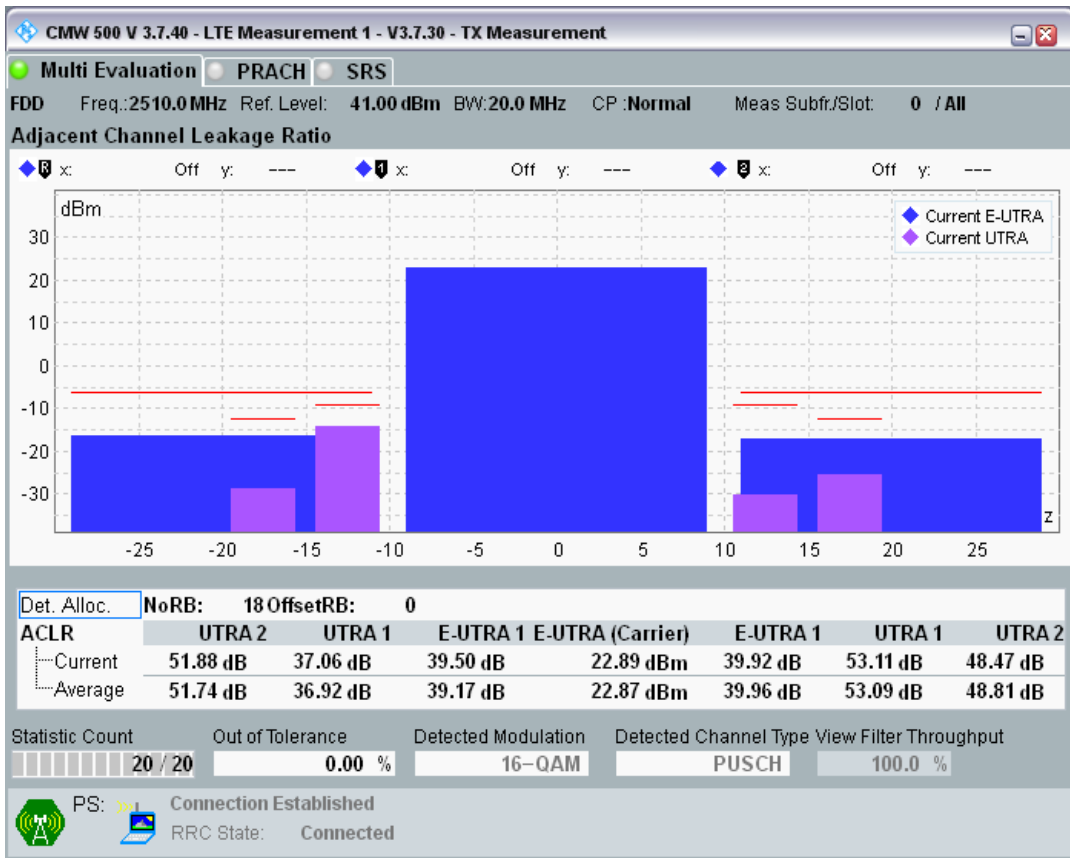 CMW 500 V 3.7.40 - LTE Measurement 1 - V3.7.30 - TX Measurement
Multi Evaluation PRACH SRS
FDD Freq.:2510.0 MHz Ref. Level: 41.00 dBm BW:20.0 MHz CP :Normal Meas Subfr./Slot: 0 / All
Adjacent Channel Leakage Ratio
R x: Off y: --- 1 x: Off y: --- 2 x: Off y: ---
dBm
Current E-UTRA
Current UTRA
30
20
10
0
-10
-20
-30
z
-25 -20 -15 -10 -5 0 5 10 15 20 25
Det. Alloc. NoRB: 18 OffsetRB: 0
ACLR UTRA 2 UTRA 1 E-UTRA 1 E-UTRA (Carrier) E-UTRA 1 UTRA 1 UTRA 2
Current 51.88 dB 37.06 dB 39.50 dB 22.89 dBm 39.92 dB 53.11 dB 48.47 dB
Average 51.74 dB 36.92 dB 39.17 dB 22.87 dBm 39.96 dB 53.09 dB 48.81 dB
Statistic Count Out of Tolerance Detected Modulation Detected Channel Type View Filter Throughput
20 / 20 0.00 % 16-QAM PUSCH 100.0 %
PS: Connection Established
RRC State: Connected